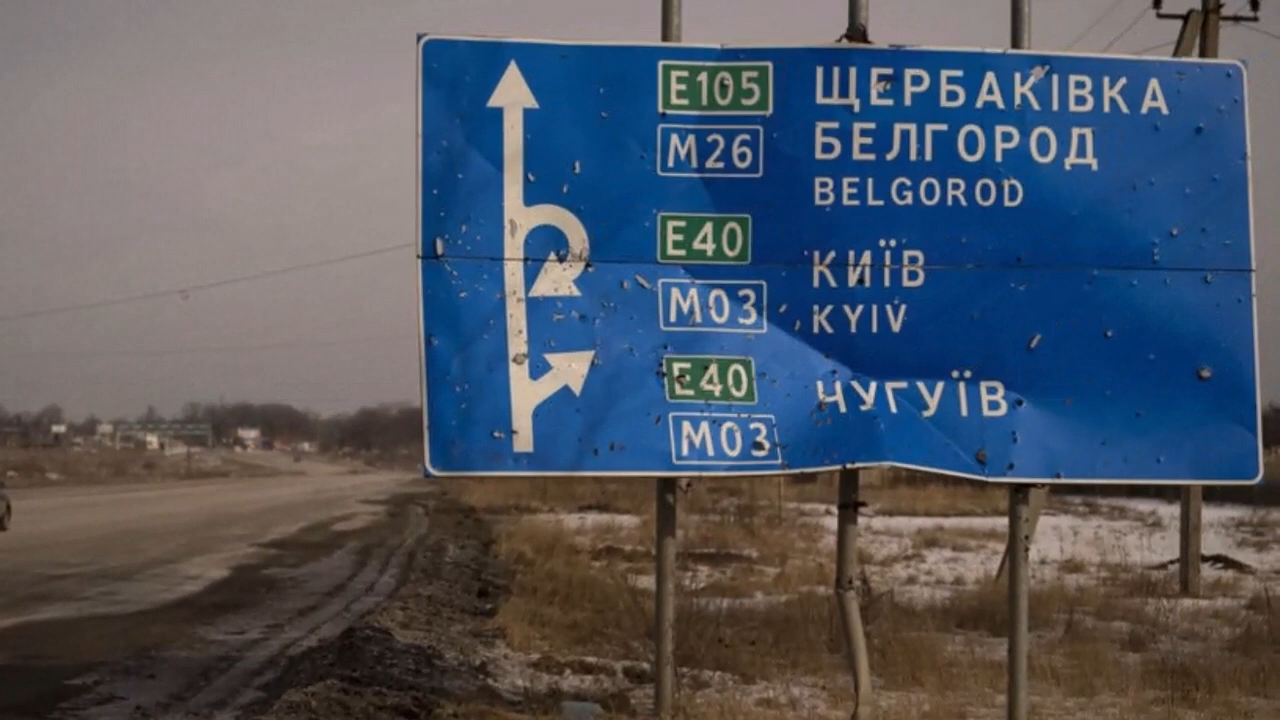 E105 ЩЕРБАКІВКА
M26 БЕЛГОРОД
BELGOROD
E40 КИЇВ
M03 KYIV
E40 ЧУГУЇВ
M03